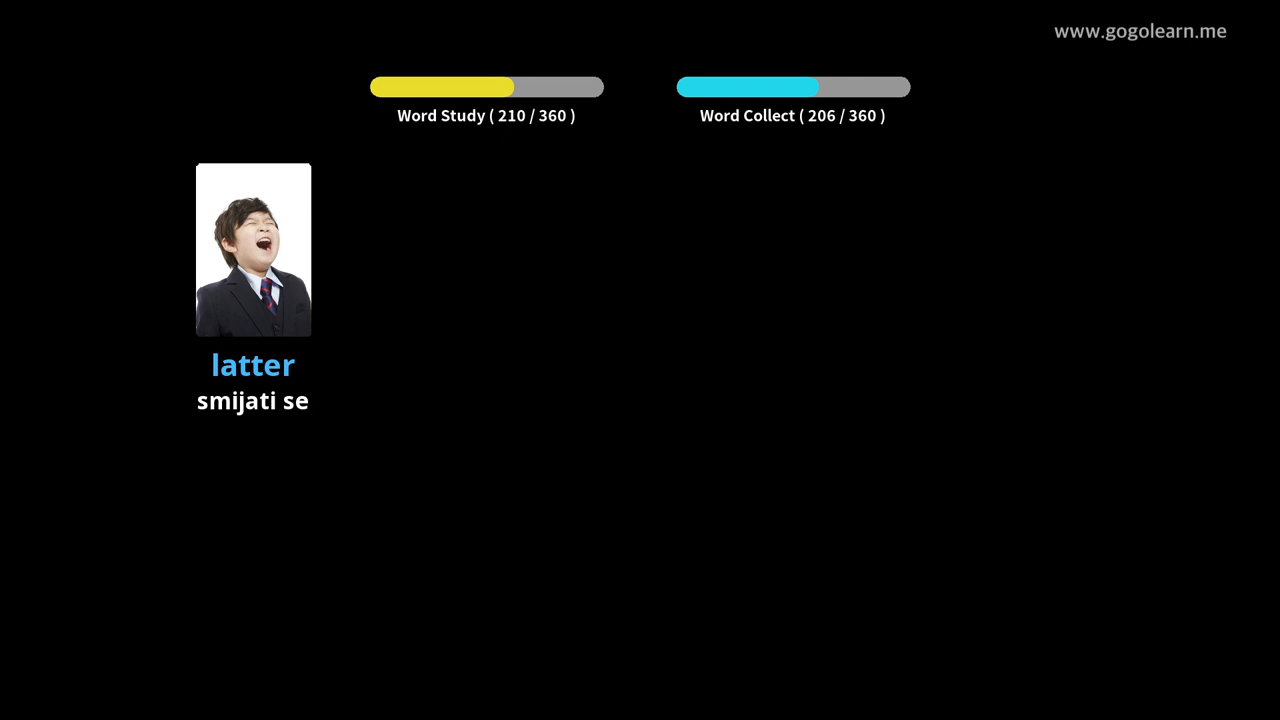 www.gogolearn.me
Word Study ( 210 / 360 )
Word Collect ( 206 / 360 )
latter
smijati se